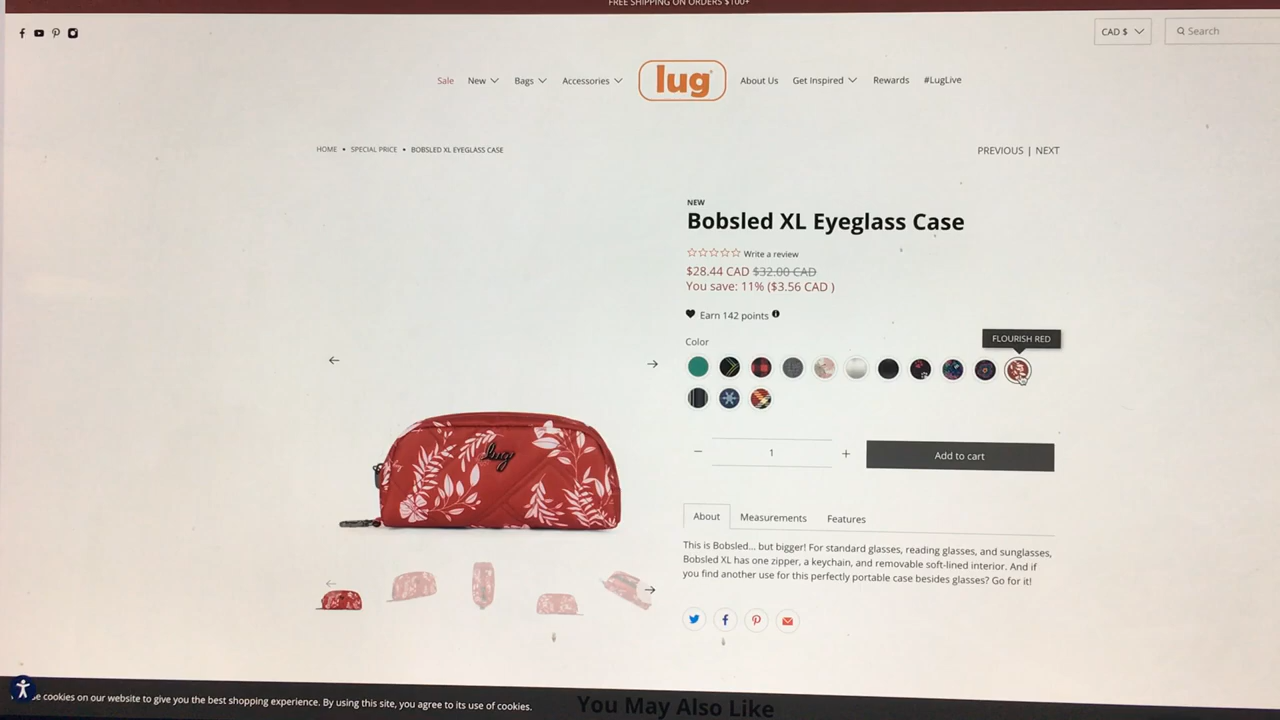 FREE SHIPPING ON ORDERS $100+
CAD $
Search
Sale New Bags Accessories lug About Us Get Inspired Rewards #LugLive
HOME • SPECIAL PRICE • BOBSLED XL EYEGLASS CASE
PREVIOUS | NEXT
NEW
Bobsled XL Eyeglass Case
Write a review
$28.44 CAD $32.00 CAD
You save: 11% ($3.56 CAD )
Earn 142 points
Color
FLOURISH RED
lug
− 1 + Add to cart
About Measurements Features
This is Bobsled... but bigger! For standard glasses, reading glasses, and sunglasses,
Bobsled XL has one zipper, a keychain, and removable soft-lined interior. And if
you find another use for this perfectly portable case besides glasses? Go for it!
cookies on our website to give you the best shopping experience. By using this site, you agree to its use of cookies.
You May Also Like